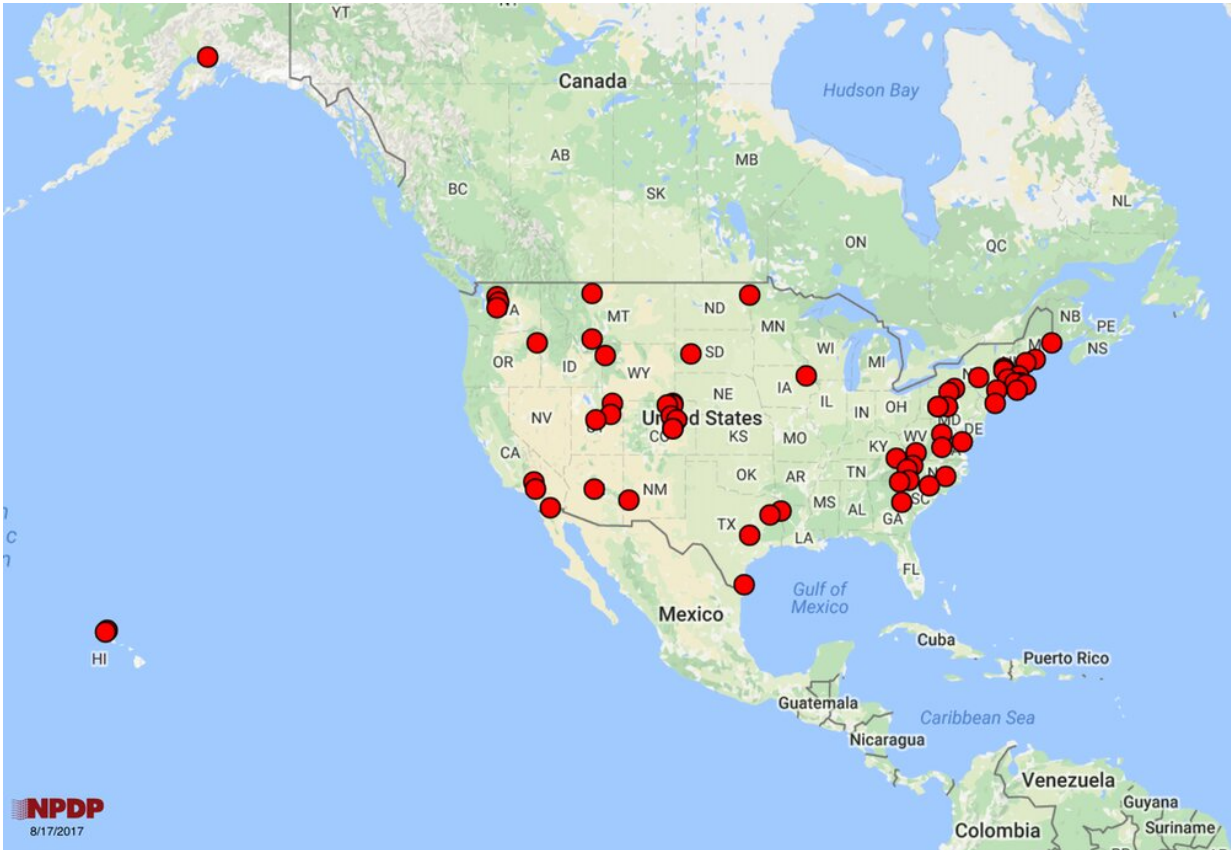 YT
Canada
Hudson Bay
AB
MB
BC
SK
NL
ON
QC
NB
PE
NS
MT
ND
MN
OR
ID
SD
WI
MI
WY
IA
NE
IL
IN
OH
NV
United States
MD
DE
CO
KS
MO
WV
KY
CA
OK
AR
TN
NM
MS
AL
SC
GA
TX
LA
FL
Gulf of
Mexico
Mexico
Cuba
HI
Puerto Rico
Guatemala
Caribbean Sea
Nicaragua
Venezuela
NPDP
Guyana
8/17/2017
Suriname
Colombia